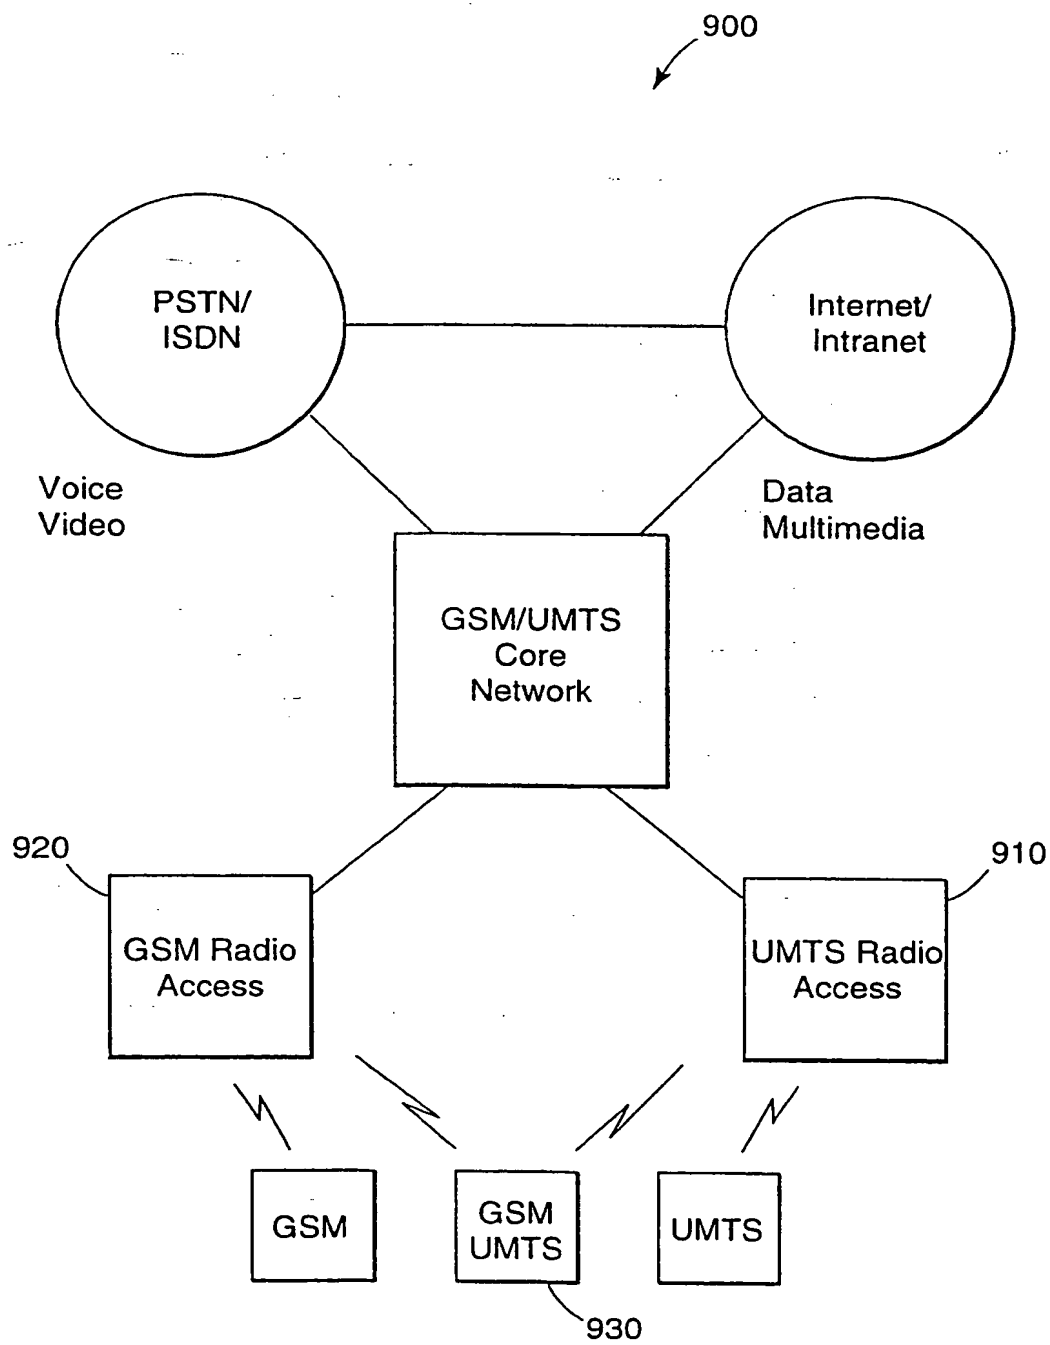 900
PSTN/
ISDN
Internet/
Intranet
Voice
Video
Data
Multimedia
GSM/UMTS
Core
Network
920
910
GSM Radio
Access
UMTS Radio
Access
GSM
GSM
UMTS
UMTS
930